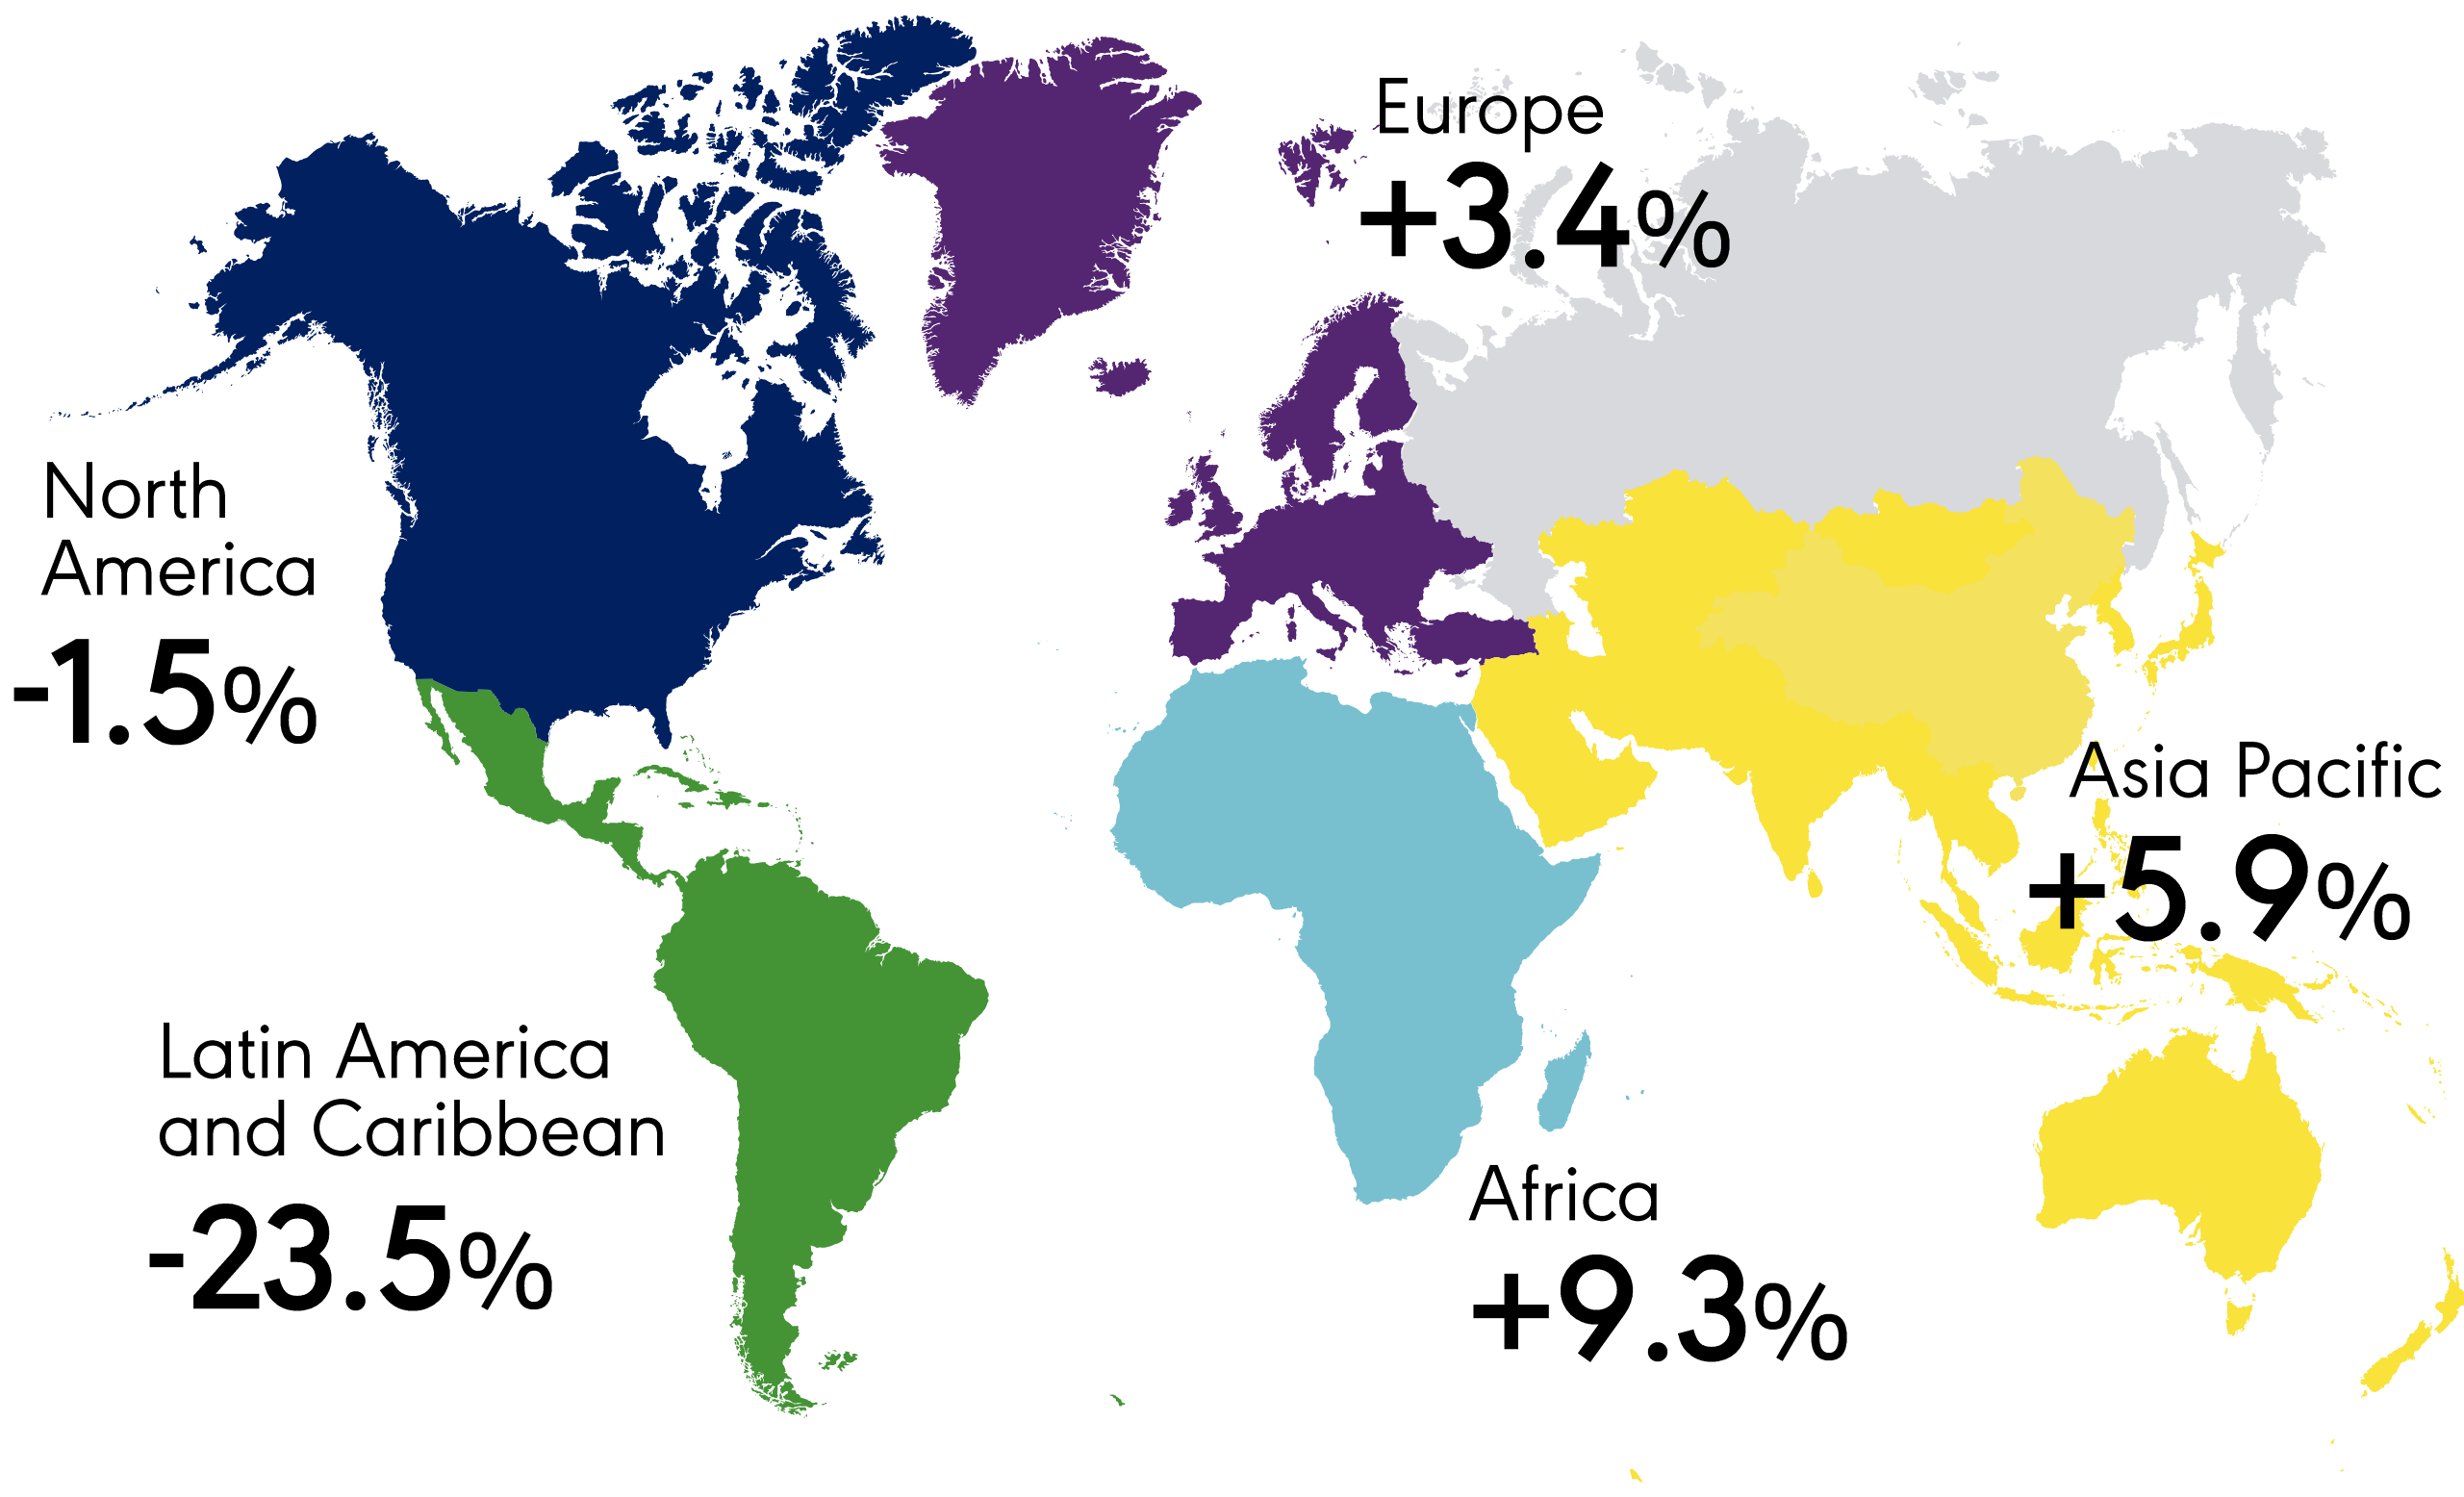 Europe
+3.4%
North
America
-1.5%
Asia Pacific
+5.9%
Latin America
and Caribbean
-23.5%
Africa
+9.3%